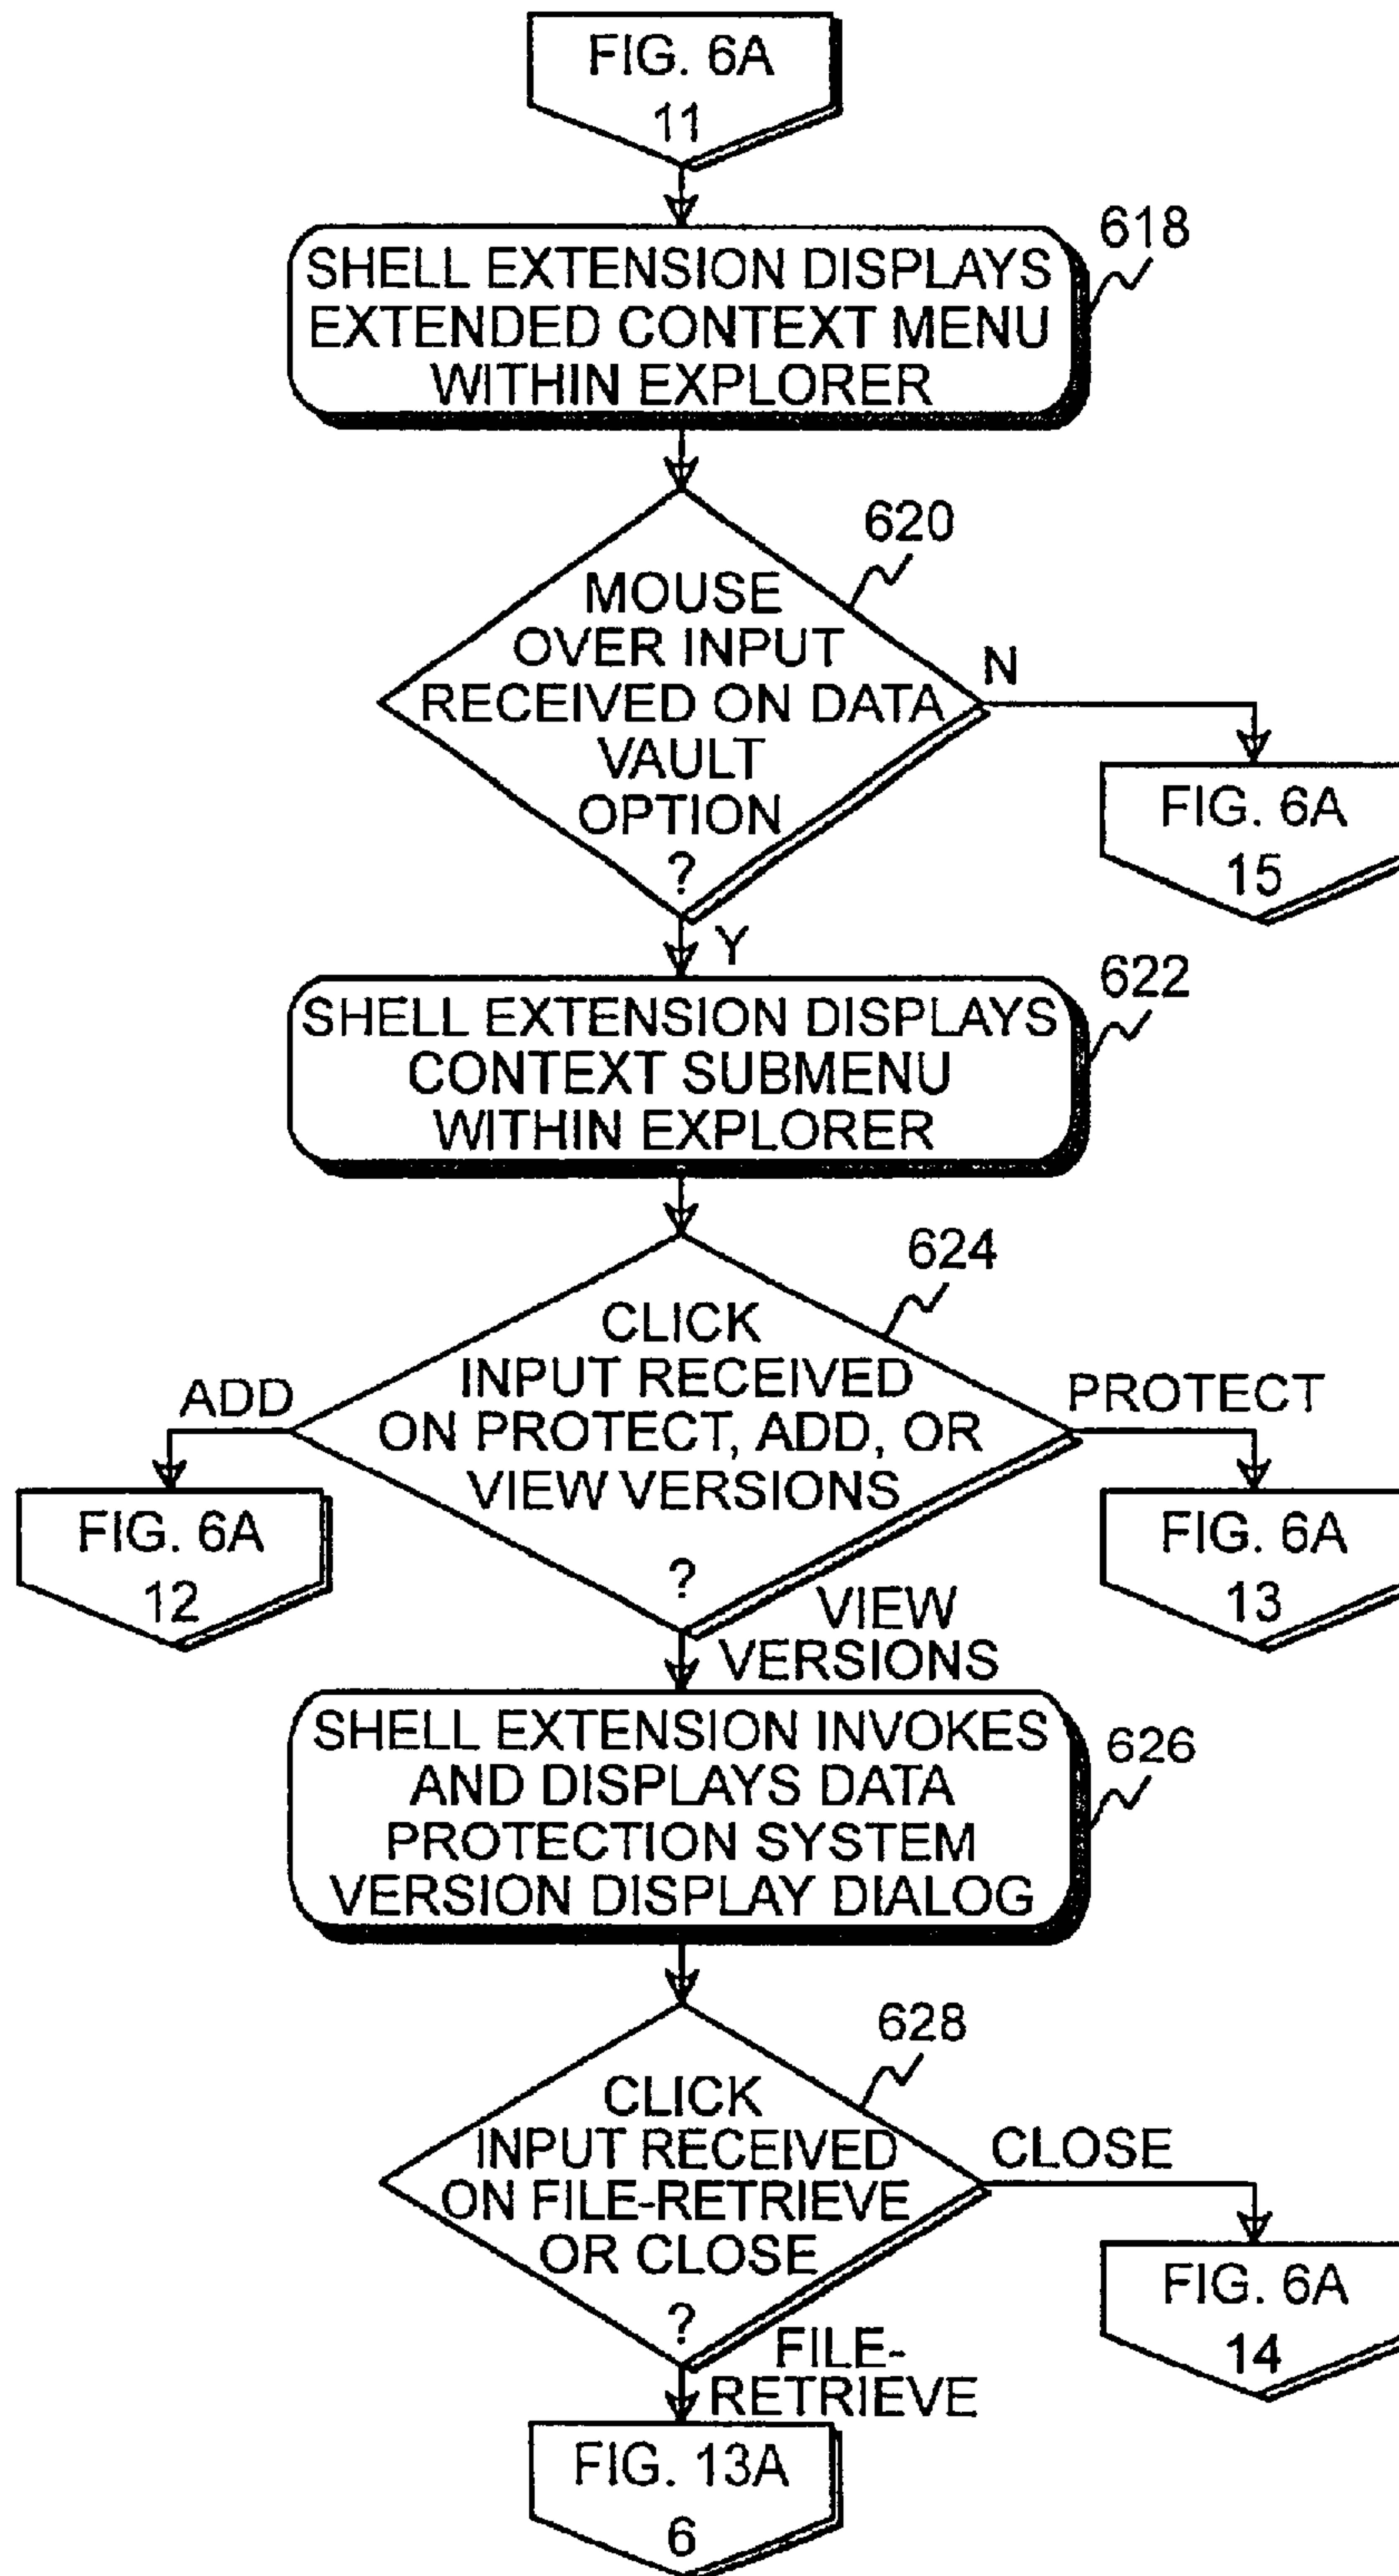 FIG. 6A
11
618
SHELL EXTENSION DISPLAYS
EXTENDED CONTEXT MENU
WITHIN EXPLORER
620
MOUSE
OVER INPUT
RECEIVED ON DATA
VAULT
OPTION
?
N
FIG. 6A
15
Y
622
SHELL EXTENSION DISPLAYS
CONTEXT SUBMENU
WITHIN EXPLORER
624
CLICK
INPUT RECEIVED
ON PROTECT, ADD, OR
VIEW VERSIONS
?
ADD
FIG. 6A
12
PROTECT
FIG. 6A
13
VIEW
VERSIONS
626
SHELL EXTENSION INVOKES
AND DISPLAYS DATA
PROTECTION SYSTEM
VERSION DISPLAY DIALOG
628
CLICK
INPUT RECEIVED
ON FILE-RETRIEVE
OR CLOSE
?
CLOSE
FIG. 6A
14
FILE-
RETRIEVE
FIG. 13A
6